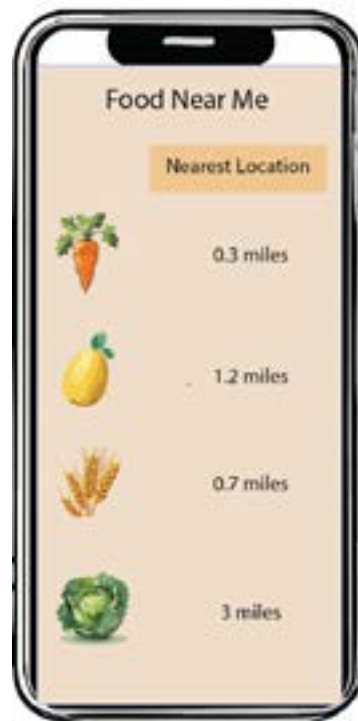 Food Near Me
Nearest Location
0.3 miles
1.2 miles
0.7 miles
3 miles